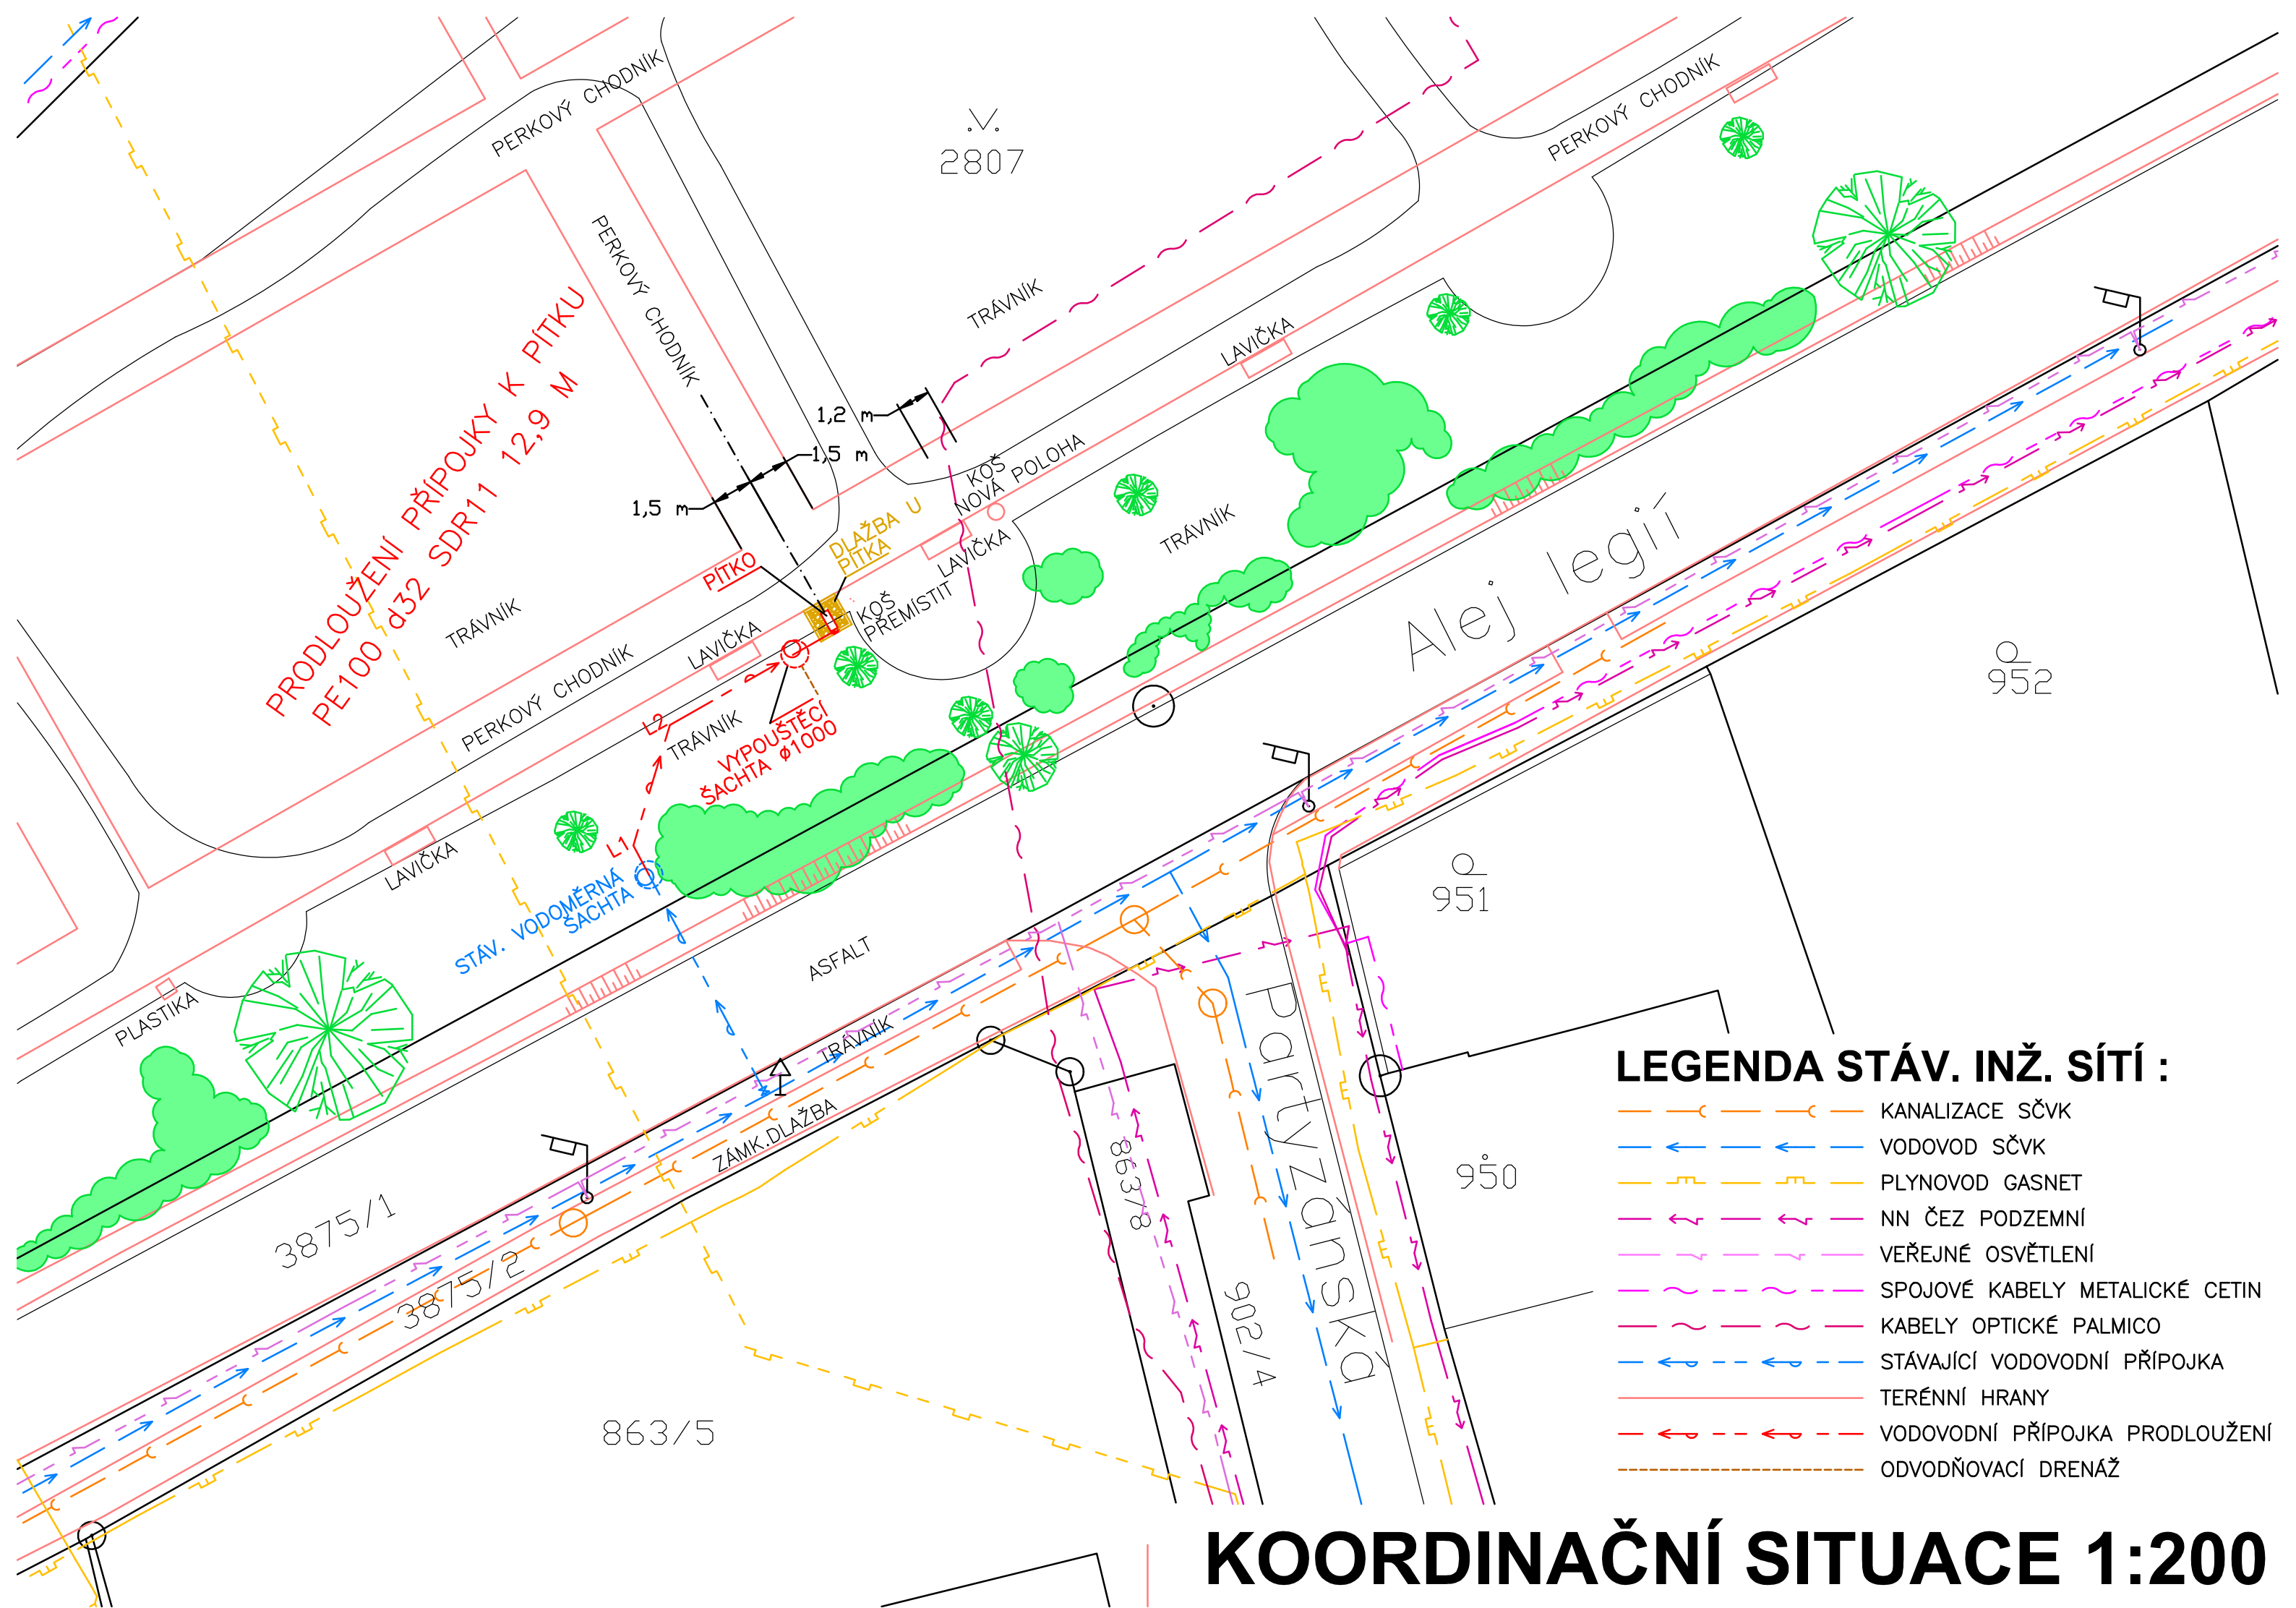 PERKOVÝ CHODNÍK
2807
PERKOVÝ CHODNÍK
PERKOVÝ CHODNÍK
TRÁVNÍK
LAVIČKA
PRODLOUŽENÍ PŘÍPOJKY K PÍTKU
PE100 d32 SDR11 12,9 M
1,2 m
1,5 m
1,5 m
KOŠ
NOVÁ POLOHA
DLAŽBA U
PÍTKA
LAVIČKA
TRÁVNÍK
Alej legií
PÍTKO
KOŠ
PŘEMÍSTIT
TRÁVNÍK
LAVIČKA
PERKOVÝ CHODNÍK
L2
TRÁVNÍK
VYPOUŠTĚCÍ
ŠACHTA ø1000
952
L1
LAVIČKA
STÁV. VODOMĚRNÁ
ŠACHTA
951
ASFALT
PLASTIKA
TRÁVNÍK
ZÁMK.DLAŽBA
Partyzánská
863/8
950
3875/1
3875/2
902/4
863/5
LEGENDA STÁV. INŽ. SÍTÍ :
KANALIZACE SČVK
VODOVOD SČVK
PLYNOVOD GASNET
NN ČEZ PODZEMNÍ
VEŘEJNÉ OSVĚTLENÍ
SPOJOVÉ KABELY METALICKÉ CETIN
KABELY OPTICKÉ PALMICO
STÁVAJÍCÍ VODOVODNÍ PŘÍPOJKA
TERÉNNÍ HRANY
VODOVODNÍ PŘÍPOJKA PRODLOUŽENÍ
ODVODŇOVACÍ DRENÁŽ
KOORDINAČNÍ SITUACE 1:200